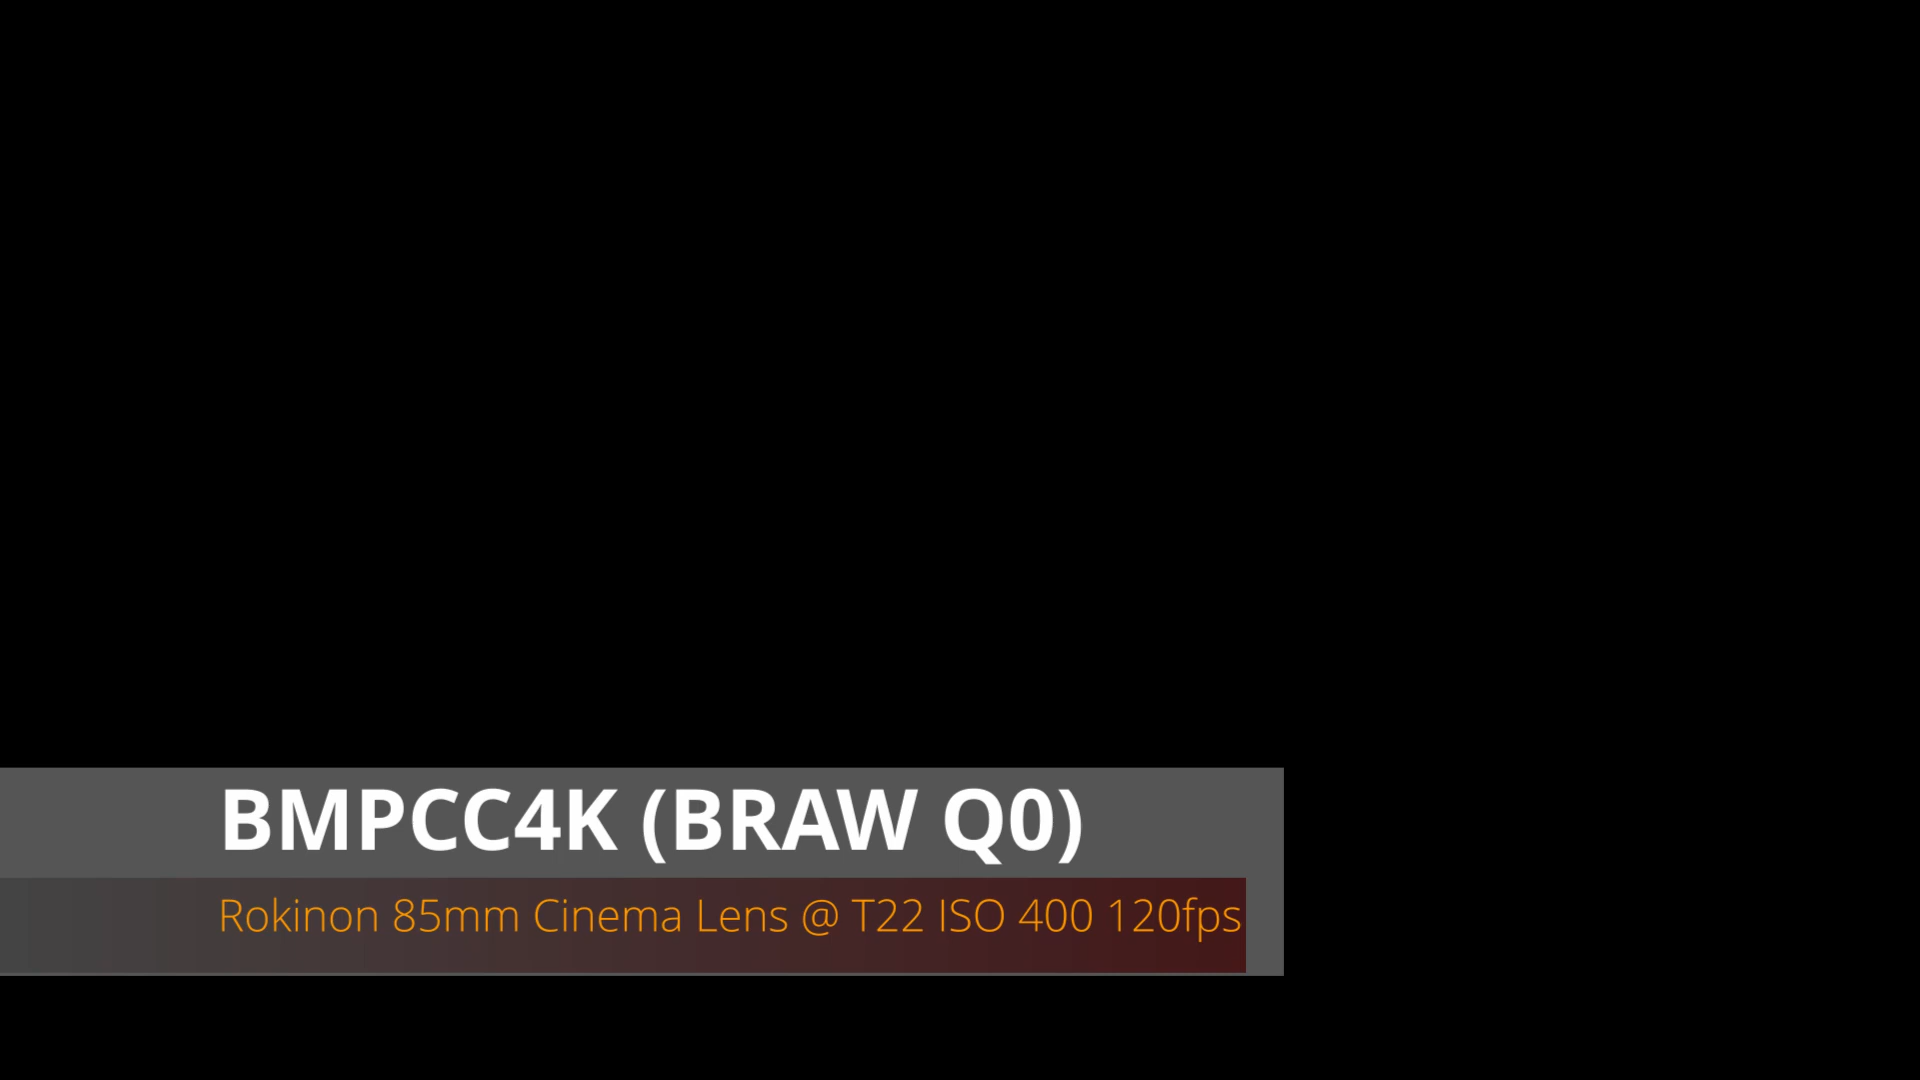 BMPCC4K (BRAW Q0)
Rokinon 85mm Cinema Lens @ T22 ISO 400 120fps